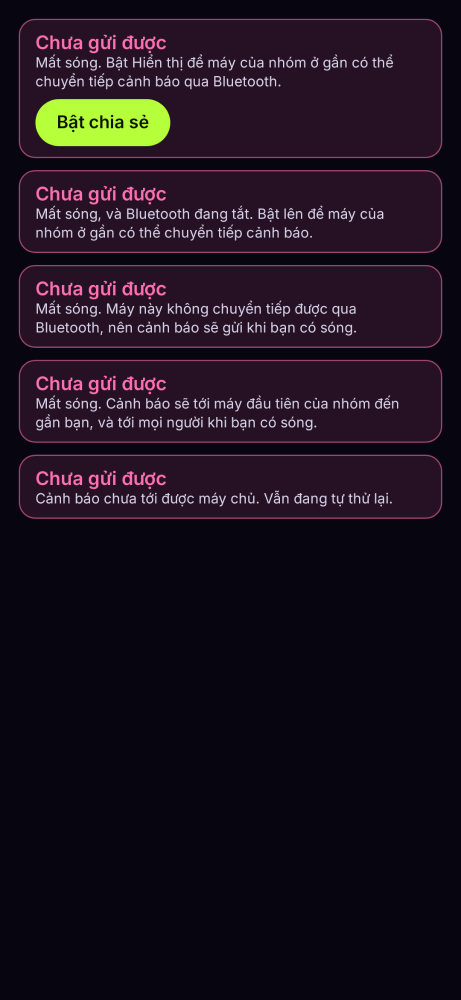 Chưa gửi được
Mất sóng. Bật Hiển thị để máy của nhóm ở gần có thể
chuyển tiếp cảnh báo qua Bluetooth.
Bật chia sẻ
Chưa gửi được
Mất sóng, và Bluetooth đang tắt. Bật lên để máy của
nhóm ở gần có thể chuyển tiếp cảnh báo.
Chưa gửi được
Mất sóng. Máy này không chuyển tiếp được qua
Bluetooth, nên cảnh báo sẽ gửi khi bạn có sóng.
Chưa gửi được
Mất sóng. Cảnh báo sẽ tới máy đầu tiên của nhóm đến
gần bạn, và tới mọi người khi bạn có sóng.
Chưa gửi được
Cảnh báo chưa tới được máy chủ. Vẫn đang tự thử lại.